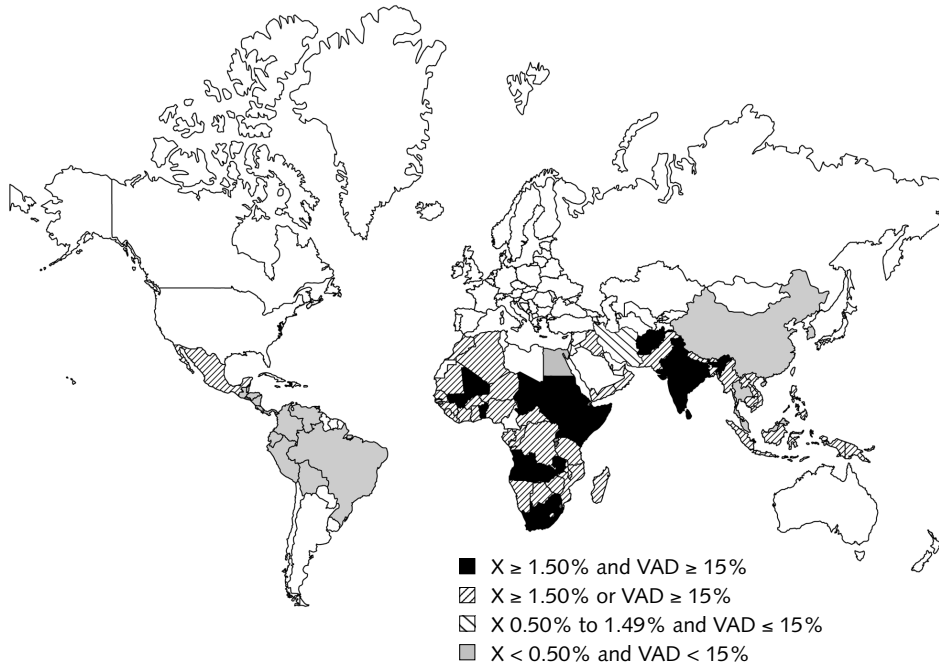 X ≥ 1.50% and VAD ≥ 15%
X ≥ 1.50% or VAD ≥ 15%
X 0.50% to 1.49% and VAD ≤ 15%
X < 0.50% and VAD < 15%